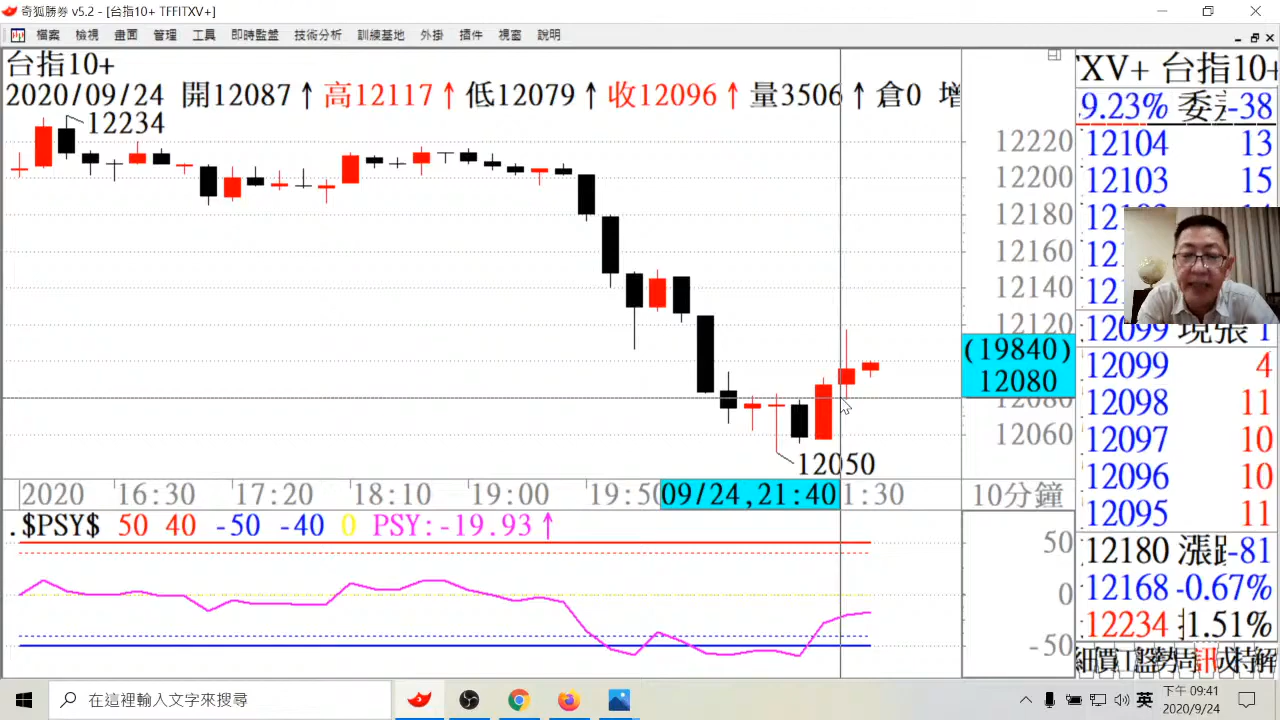 奇狐勝券 v5.2 - [台指10+ TFFITXV+]
檔案 檢視 畫面 管理 工具 即時監盤 技術分析 訓練基地 外掛 插件 視窗 說明
台指10+
2020/09/24 開12087↑ 高12117↑ 低12079↑ 收12096↑ 量3506↑ 倉0 增
12234
12220
12200
12180
12160
12140
12120
(19840)
12080
12080
12060
12050
2020 16:30 17:20 18:10 19:00 19:50 09/24,21:40 1:30 10分鐘
.$PSY$ 50 40 -50 -40 0 PSY:-19.93↑
50
0
-50
XV+ 台指10+
9.23% 委 -38
12104 13
12103 15
12099 現張 1
12099 4
12098 11
12097 10
12096 10
12095 11
12180 漲跌-81
12168 -0.67%
12234 1.51%
在這裡輸入文字來搜尋
英
下午 09:41
2020/9/24